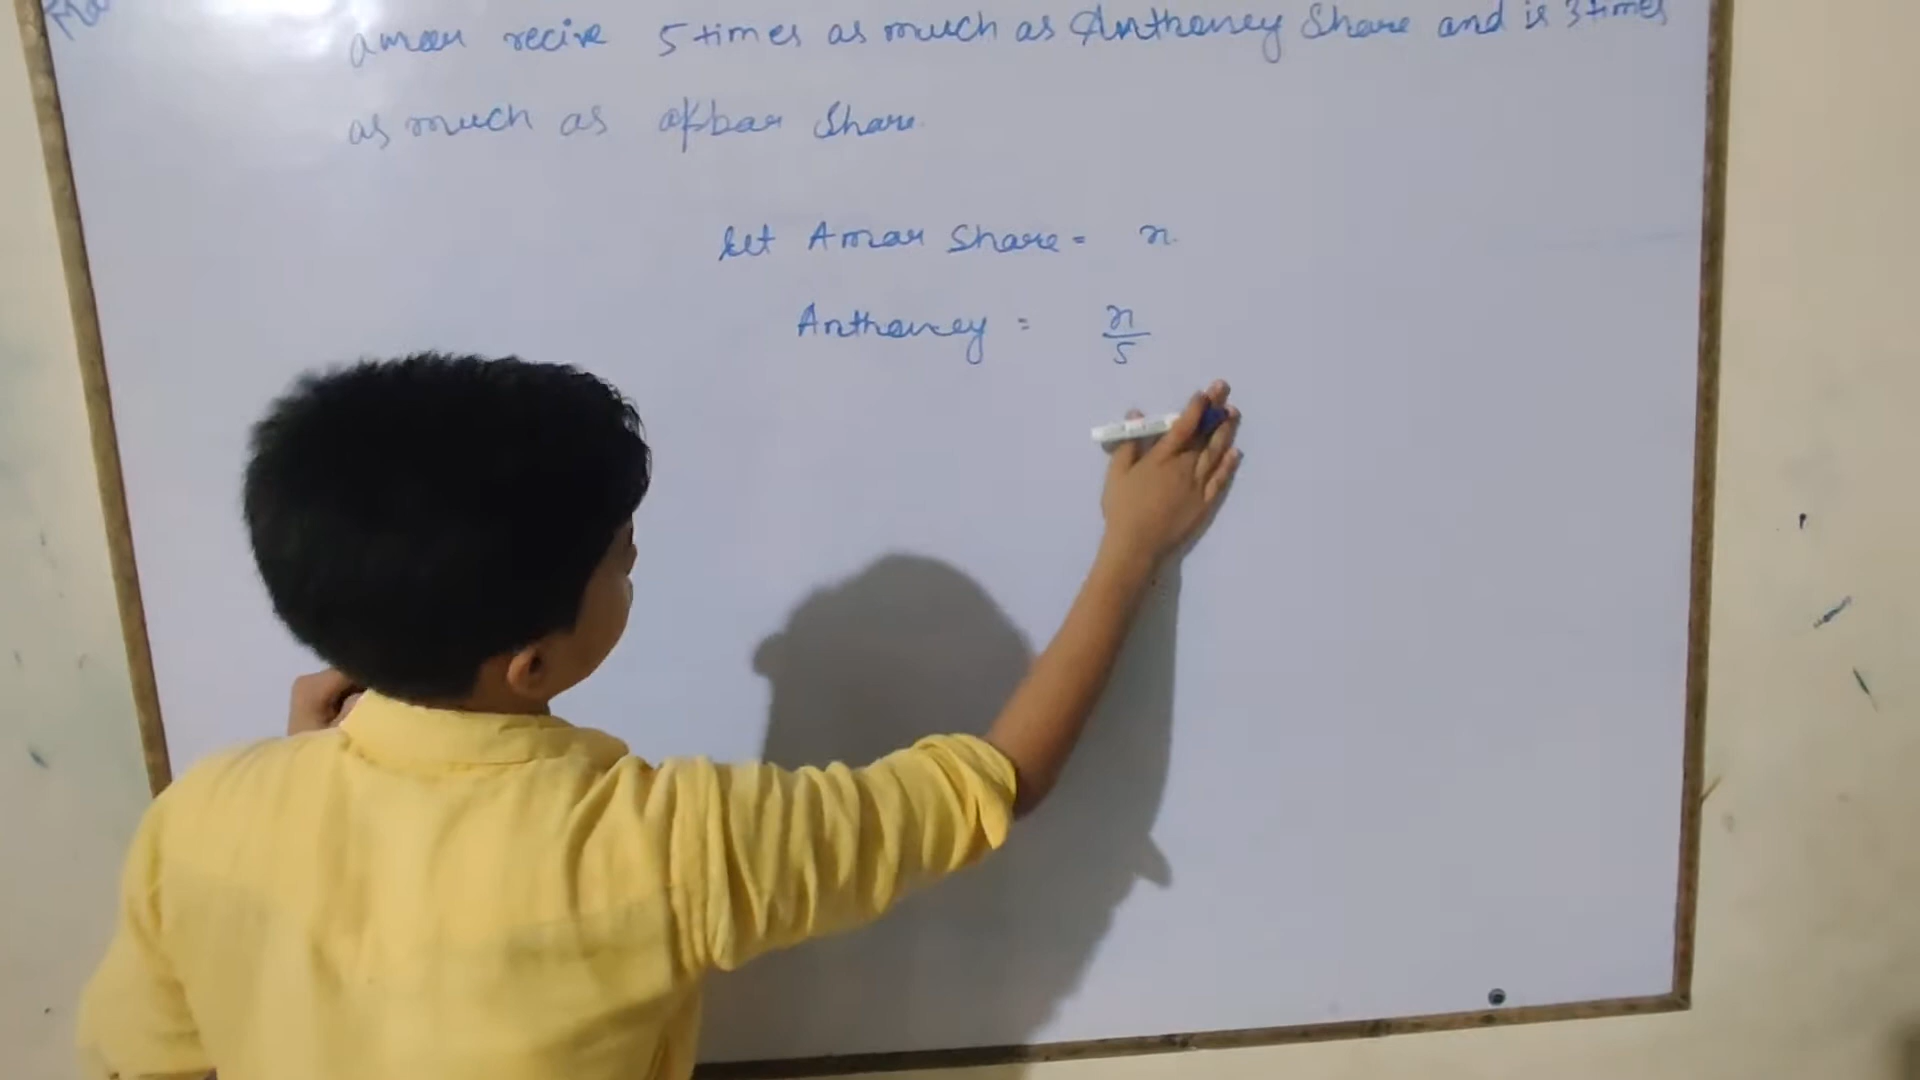 amar recive 5 times as much as Anthoney Share and is 3 times
as much as akbar Share.
let Amar Share = x.
Anthoney = x/5